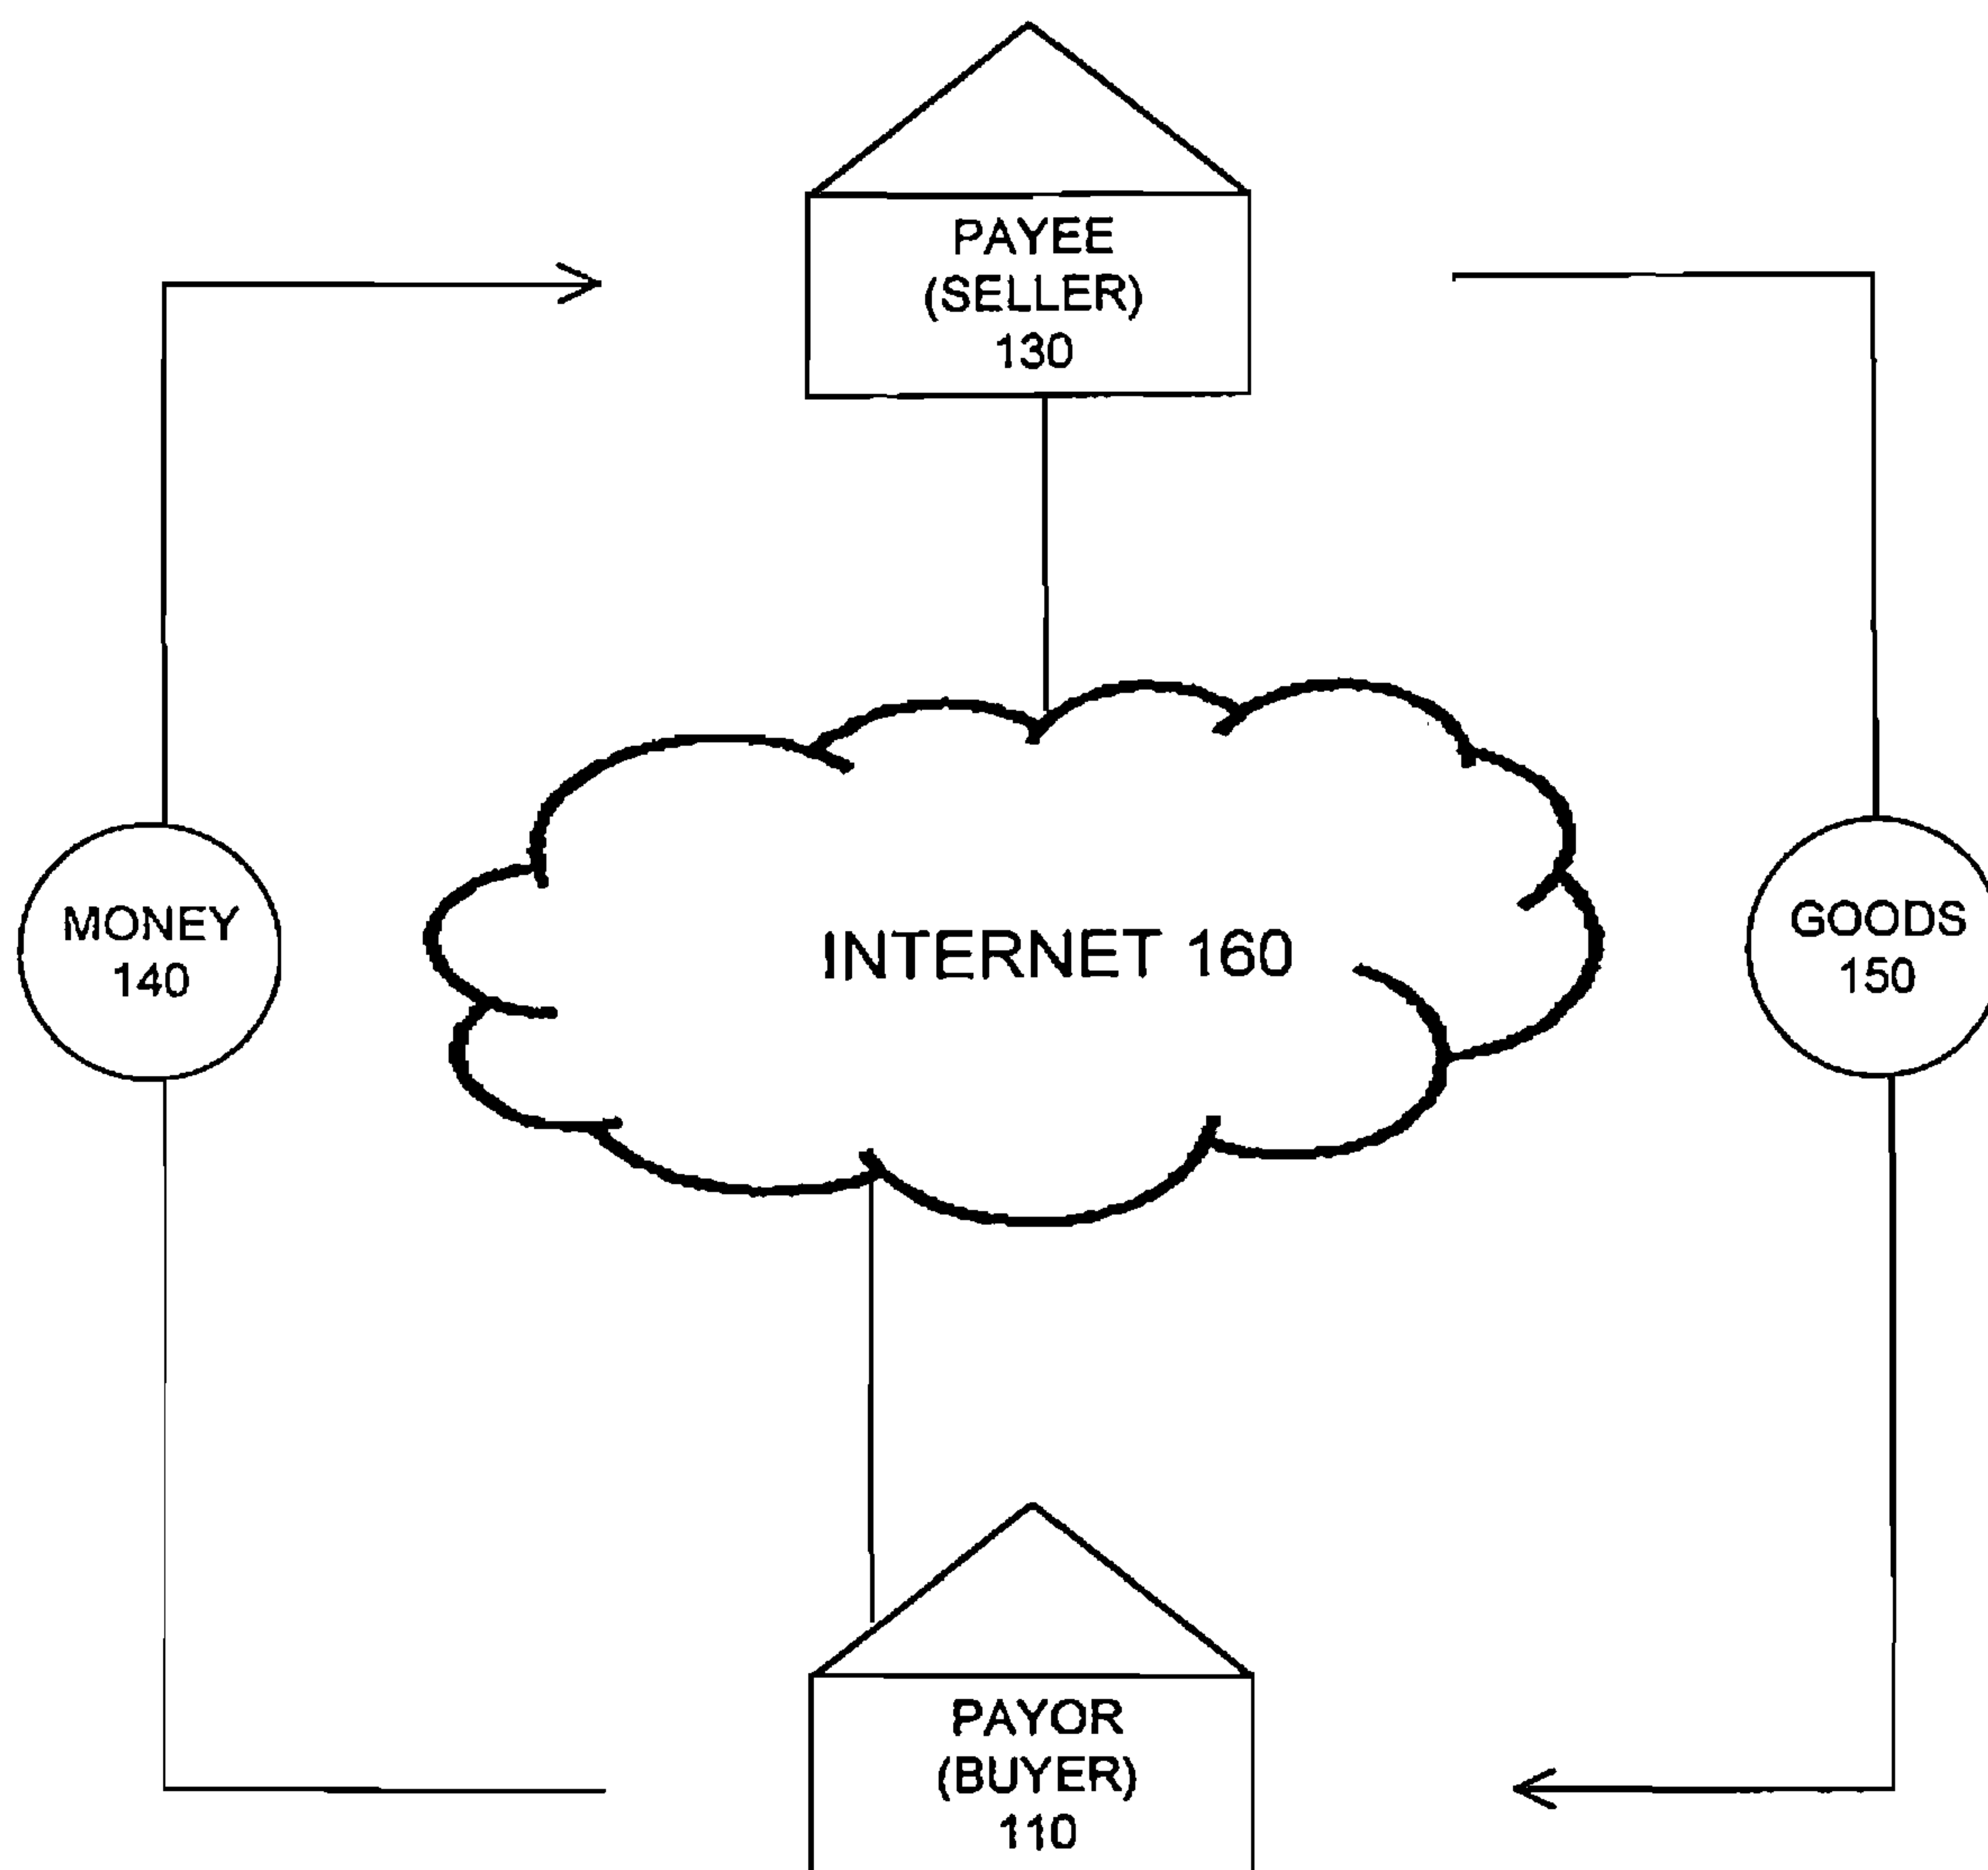 PAYEE
(SELLER)
130
MONEY
140
INTERNET 160
GOODS
150
PAYOR
(BUYER)
110